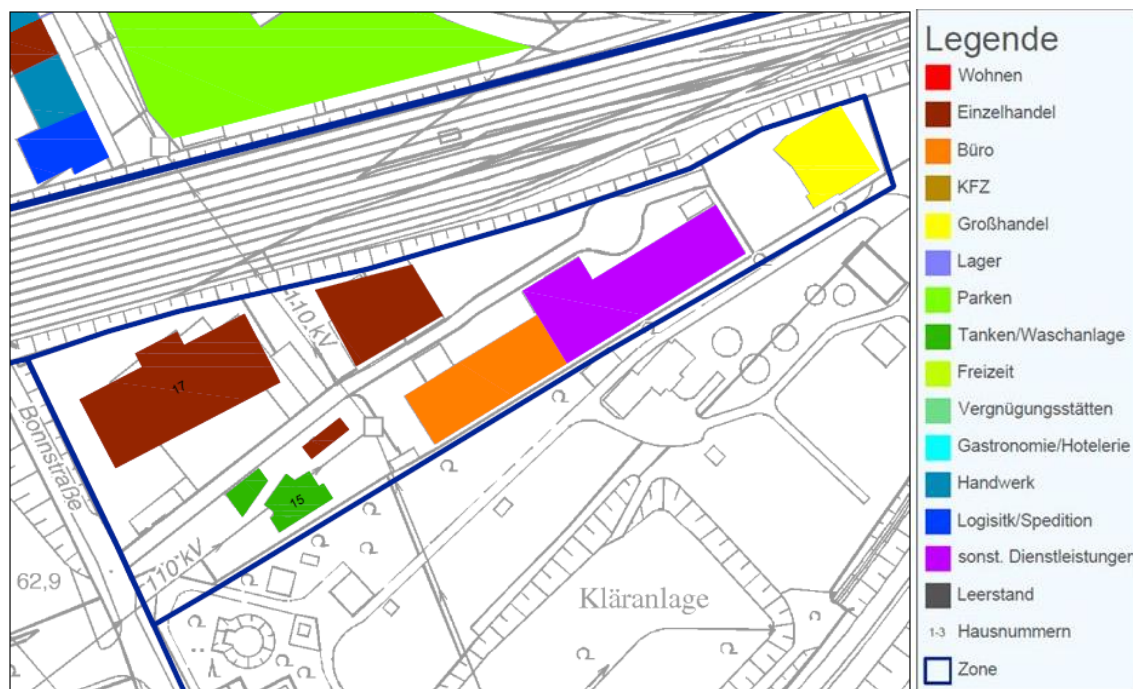 110 kV
17
Bonnstraße
15
110 kV
62,9
Kläranlage
Legende
Wohnen
Einzelhandel
Büro
KFZ
Großhandel
Lager
Parken
Tanken/Waschanlage
Freizeit
Vergnügungsstätten
Gastronomie/Hotelerie
Handwerk
Logisitk/Spedition
sonst. Dienstleistungen
Leerstand
1-3 Hausnummern
Zone